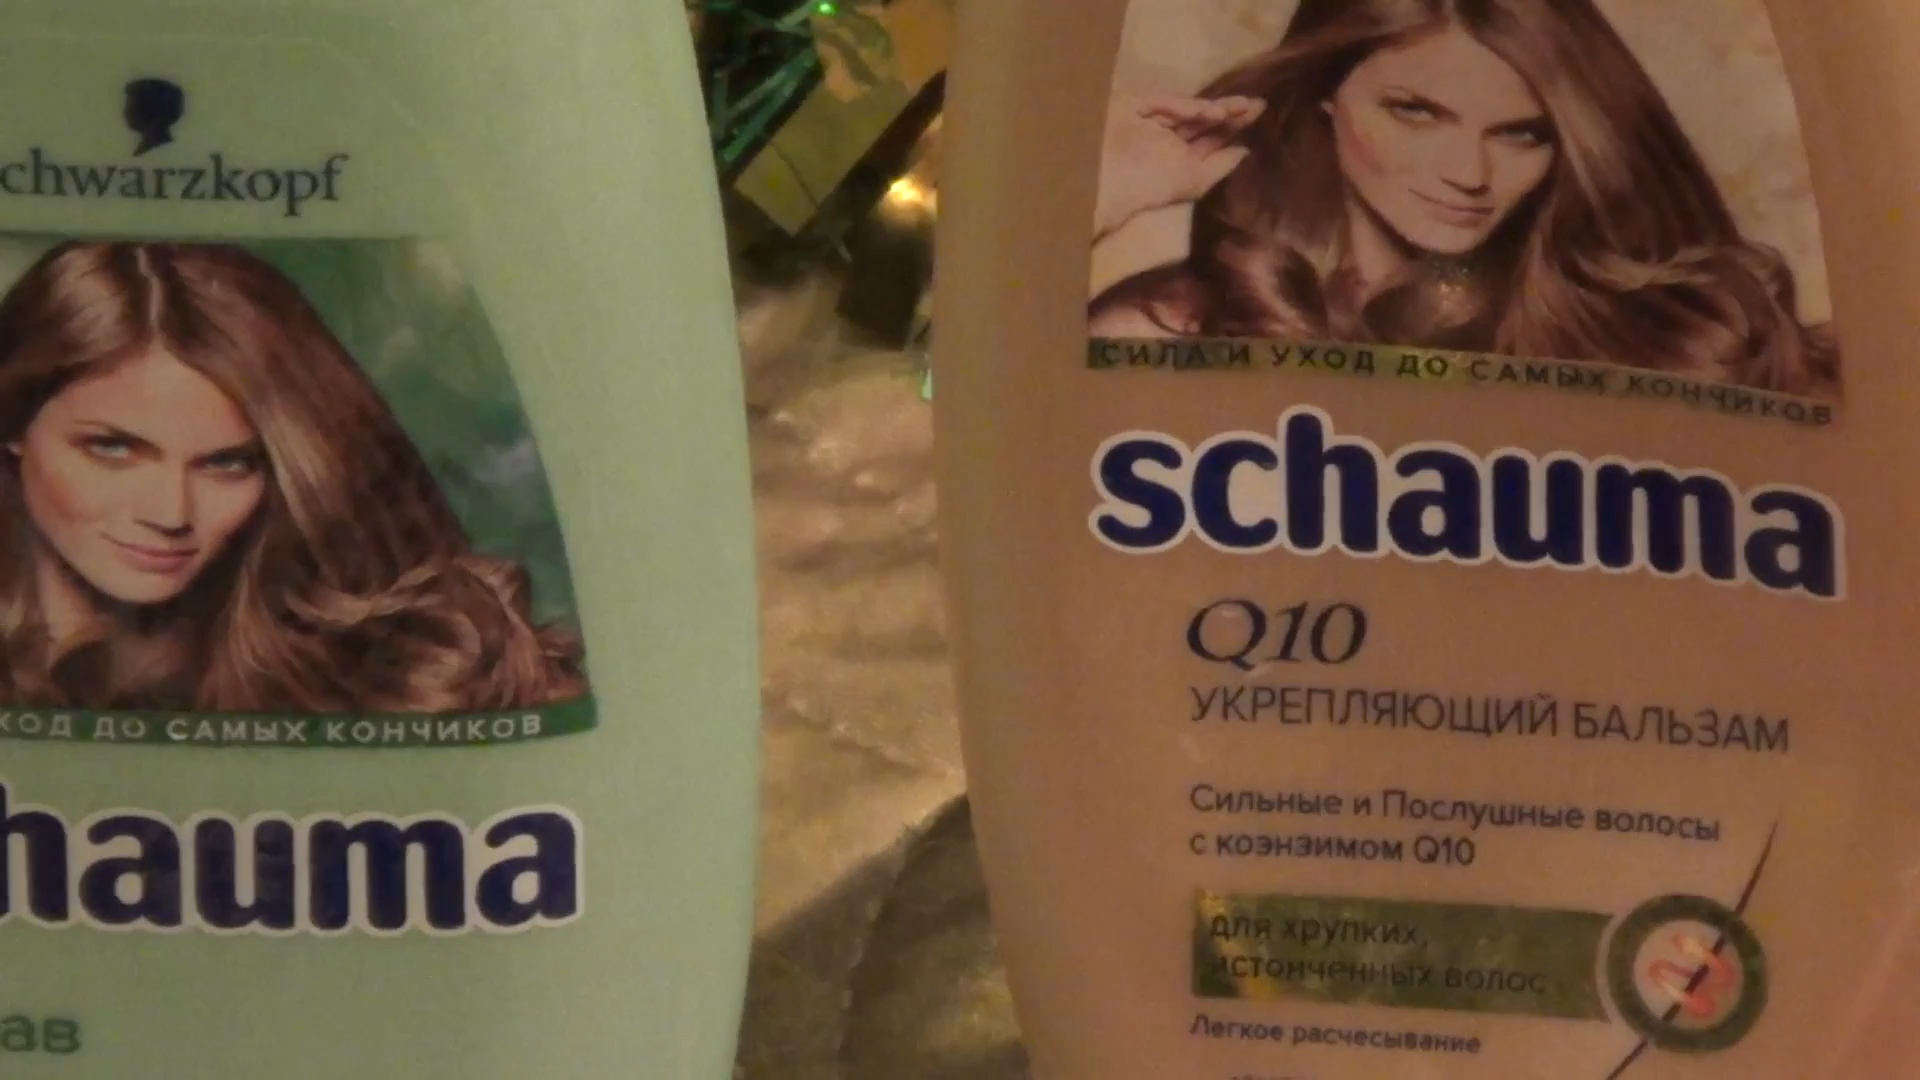 chwarzkopf
ХОД ДО САМЫХ КОНЧИКОВ
hauma
ав
СИЛА И УХОД ДО САМЫХ КОНЧИКОВ
schauma
Q10
УКРЕПЛЯЮЩИЙ БАЛЬЗАМ
Сильные и Послушные волосы
с коэнзимом Q10
для хрупких,
истонченных волос
Легкое расчесывание